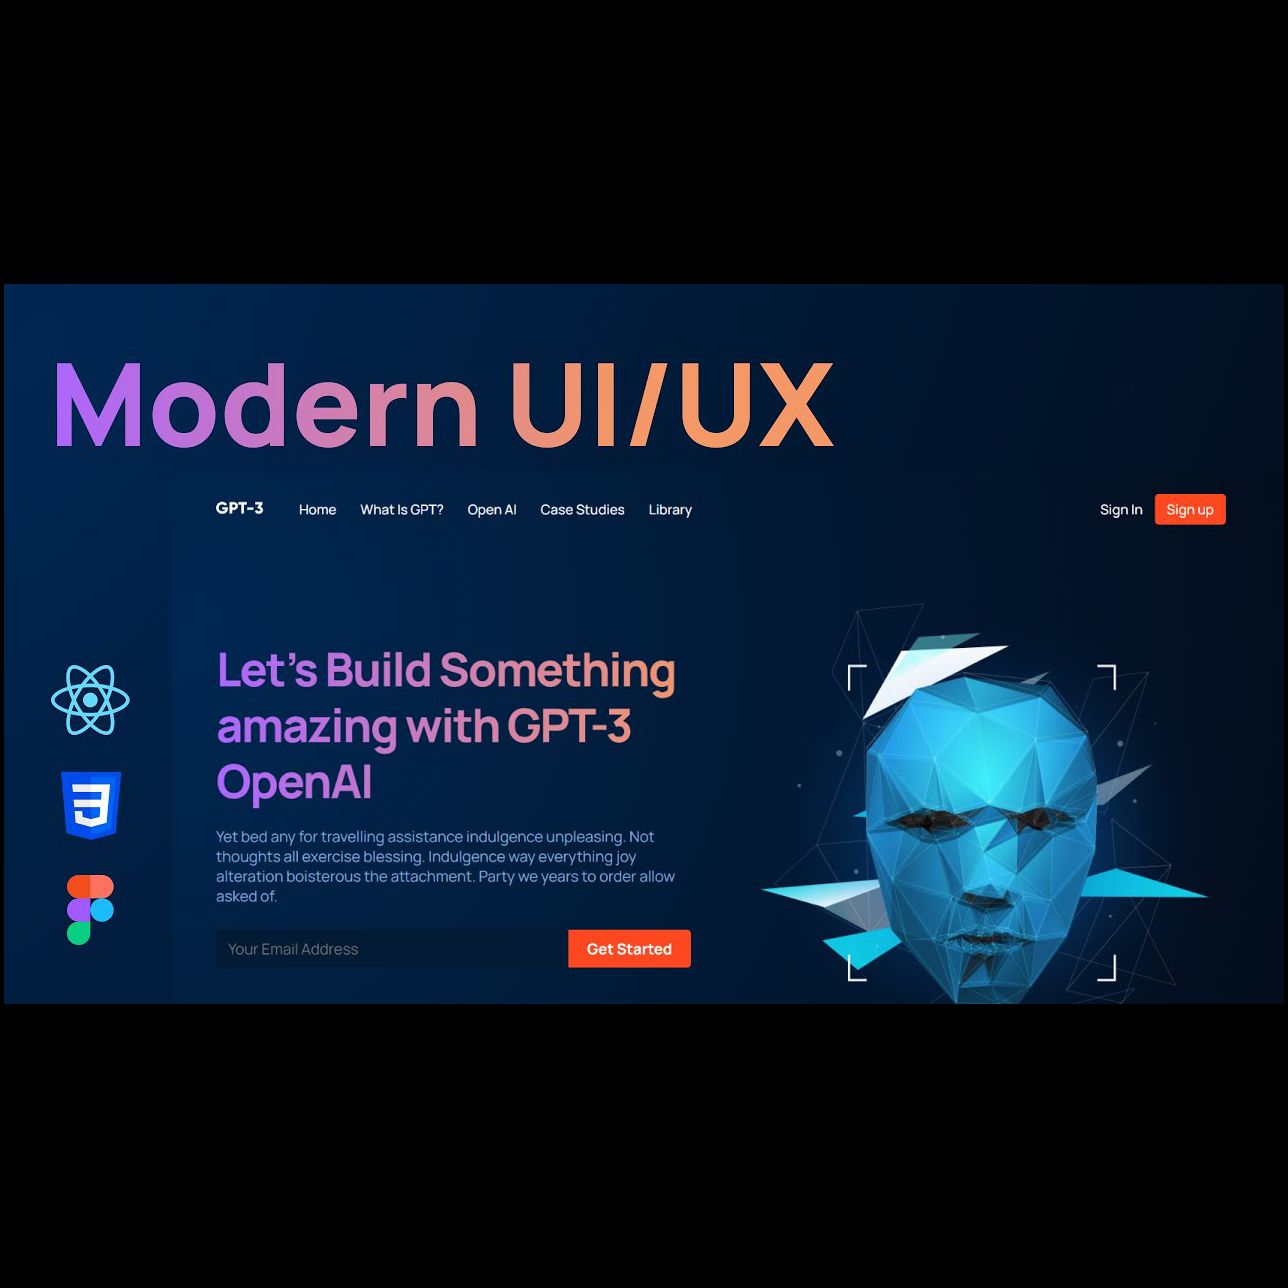 Modern UI/UX
GPT-3 Home What Is GPT? Open AI Case Studies Library Sign In Sign up
Let’s Build Something
amazing with GPT-3
OpenAI
Yet bed any for travelling assistance indulgence unpleasing. Not
thoughts all exercise blessing. Indulgence way everything joy
alteration boisterous the attachment. Party we years to order allow
asked of.
Your Email Address Get Started